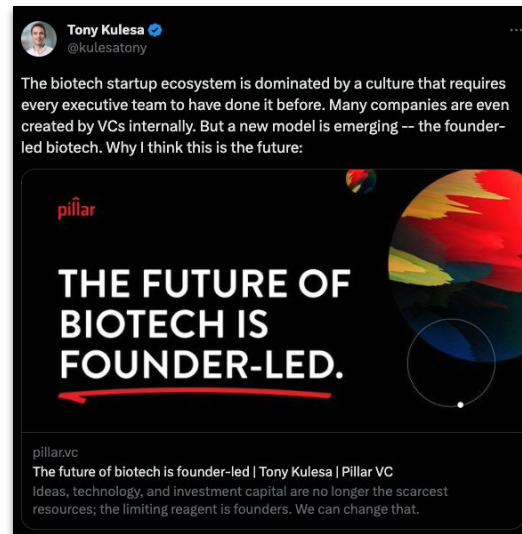 Tony Kulesa
@kulesatony
The biotech startup ecosystem is dominated by a culture that requires
every executive team to have done it before. Many companies are even
created by VCs internally. But a new model is emerging -- the founder-
led biotech. Why I think this is the future:
pillar
THE FUTURE OF
BIOTECH IS
FOUNDER-LED.
pillar.vc
The future of biotech is founder-led | Tony Kulesa | Pillar VC
Ideas, technology, and investment capital are no longer the scarcest
resources; the limiting reagent is founders. We can change that.